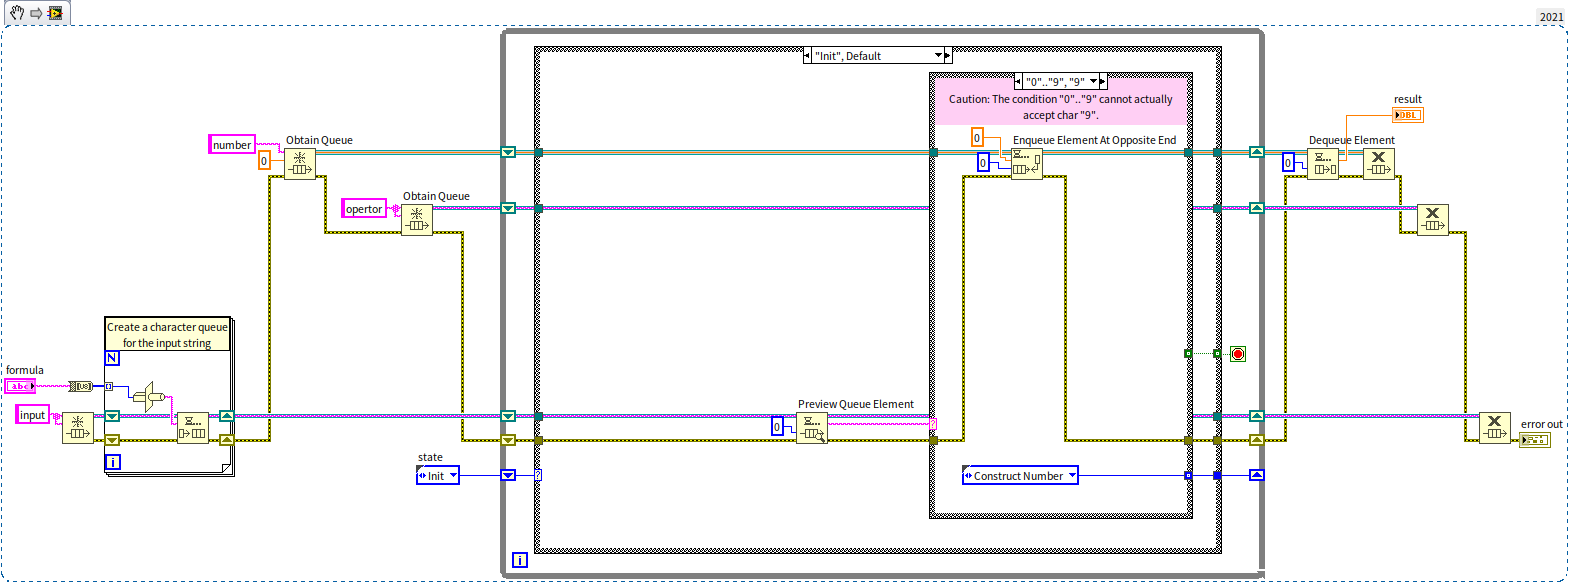 2021
"Init", Default
"0".."9", "9"
Caution: The condition "0".."9" cannot actually
accept char "9".
result
DBL
number
Obtain Queue
0
0
Enqueue Element At Opposite End
0
Dequeue Element
0
opertor
Obtain Queue
Create a character queue
for the input string
N
formula
abc
[U8]
input
i
Preview Queue Element
0
?
error out
state
Init
?
Construct Number
i